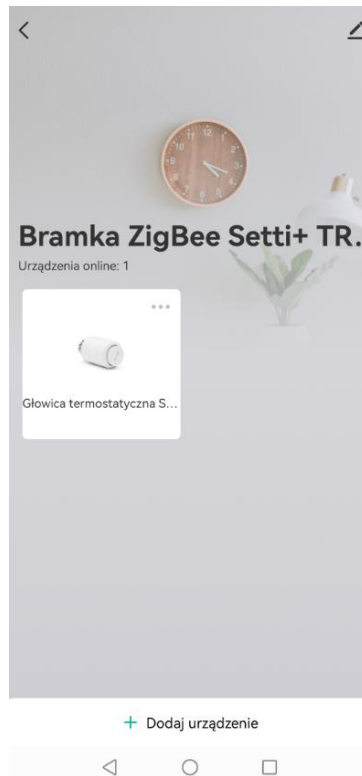 Bramka ZigBee Setti+ TR...
Urządzenia online: 1
Głowica termostatyczna S...
+ Dodaj urządzenie